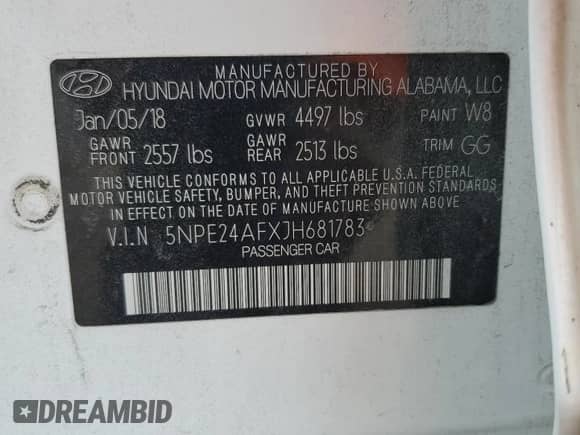 MANUFACTURED BY
HYUNDAI MOTOR MANUFACTURING ALABAMA, LLC
Jan/05/18 GVWR 4497 lbs PAINT W8
GAWR FRONT 2557 lbs GAWR REAR 2513 lbs TRIM GG
THIS VEHICLE CONFORMS TO ALL APPLICABLE U.S.A. FEDERAL
MOTOR VEHICLE SAFETY, BUMPER, AND THEFT PREVENTION STANDARDS
IN EFFECT ON THE DATE OF MANUFACTURE SHOWN ABOVE.
V.I.N 5NPE24AFXJH681783
PASSENGER CAR
DREAMBID